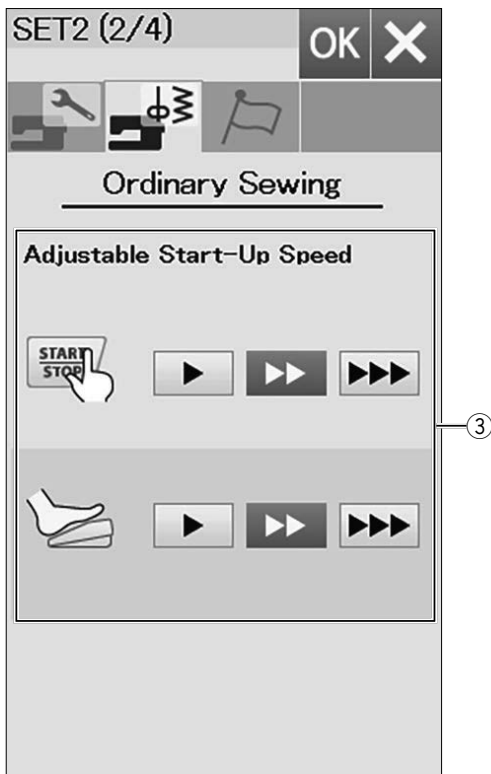 SET2 (2/4)
OK
Ordinary Sewing
Adjustable Start-Up Speed
START/
STOP
③